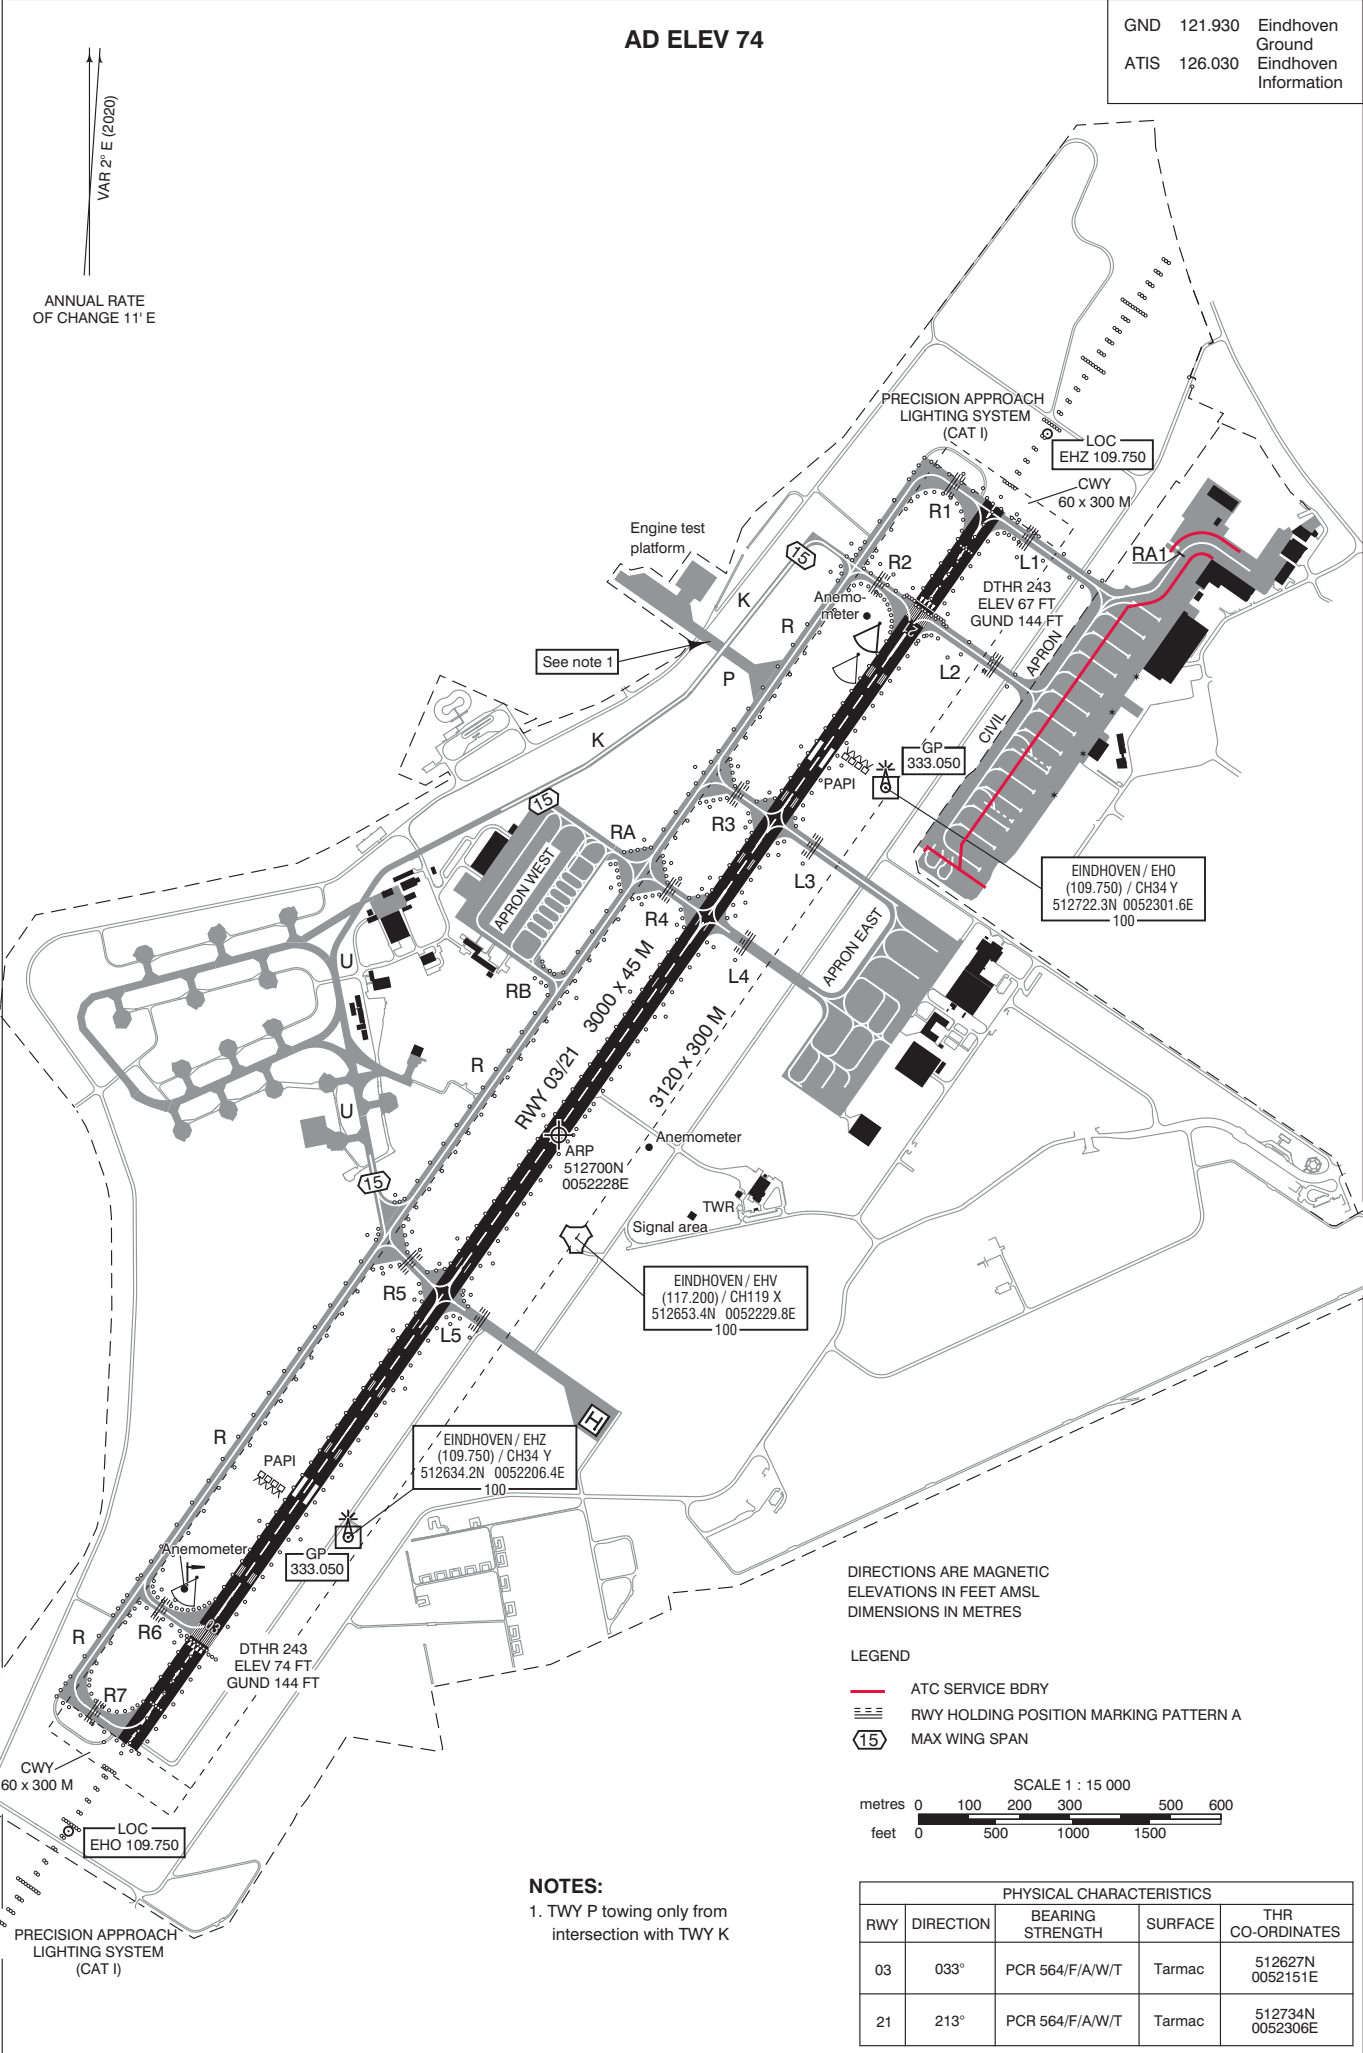 AD ELEV 74
GND 121.930 Eindhoven
Ground
ATIS 126.030 Eindhoven
Information
VAR 2° E (2020)
ANNUAL RATE
OF CHANGE 11' E
PRECISION APPROACH
LIGHTING SYSTEM
(CAT I)
LOC
EHZ 109.750
CWY
60 x 300 M
R1
L1
RA1
Engine test
platform
15
R2
K
R
Anemo-
meter
DTHR 243
ELEV 67 FT
GUND 144 FT
21
See note 1
P
L2
CIVIL APRON
K
GP
333.050
PAPI
15
RA
R3
L3
EINDHOVEN / EHO
(109.750) / CH34 Y
512722.3N 0052301.6E
100
APRON WEST
R4
L4
APRON EAST
U
RB
RWY 03/21 3000 x 45 M
3120 x 300 M
R
U
Anemometer
ARP
512700N
0052228E
15
TWR
Signal area
EINDHOVEN / EHV
(117.200) / CH119 X
512653.4N 0052229.8E
100
R5
L5
H
R
EINDHOVEN / EHZ
(109.750) / CH34 Y
512634.2N 0052206.4E
100
PAPI
Anemometer
GP
333.050
03
R6
R
DTHR 243
ELEV 74 FT
GUND 144 FT
R7
CWY
60 x 300 M
LOC
EHO 109.750
PRECISION APPROACH
LIGHTING SYSTEM
(CAT I)
DIRECTIONS ARE MAGNETIC
ELEVATIONS IN FEET AMSL
DIMENSIONS IN METRES
LEGEND
ATC SERVICE BDRY
RWY HOLDING POSITION MARKING PATTERN A
15 MAX WING SPAN
SCALE 1 : 15 000
metres 0 100 200 300 500 600
feet 0 500 1000 1500
NOTES:
1. TWY P towing only from
intersection with TWY K
PHYSICAL CHARACTERISTICS
RWY DIRECTION BEARING STRENGTH SURFACE THR CO-ORDINATES
03 033° PCR 564/F/A/W/T Tarmac 512627N 0052151E
21 213° PCR 564/F/A/W/T Tarmac 512734N 0052306E